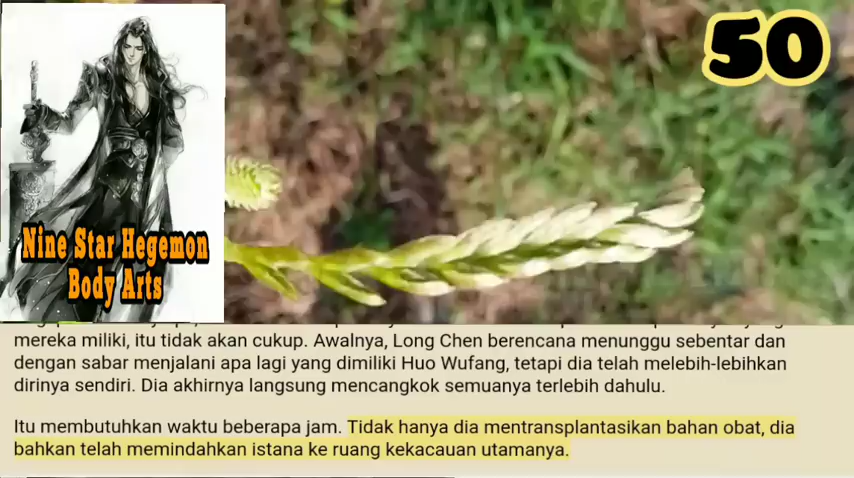 50
Nine Star Hegemon
Body Arts
mereka miliki, itu tidak akan cukup. Awalnya, Long Chen berencana menunggu sebentar dan
dengan sabar menjalani apa lagi yang dimiliki Huo Wufang, tetapi dia telah melebih-lebihkan
dirinya sendiri. Dia akhirnya langsung mencangkok semuanya terlebih dahulu.
Itu membutuhkan waktu beberapa jam. Tidak hanya dia mentransplantasikan bahan obat, dia
bahkan telah memindahkan istana ke ruang kekacauan utamanya.